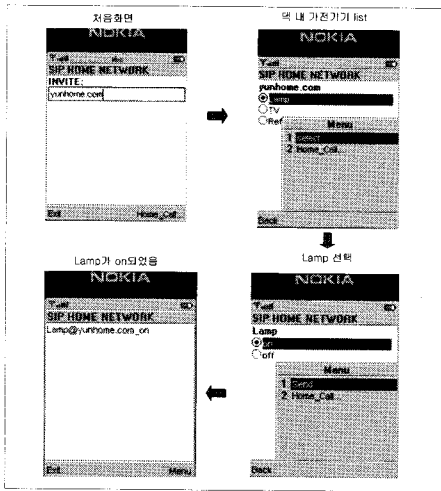 처음화면
NOKIA
abc
SIP HOME NETWORK
INVITE:
yunhome.com
Exit
Home_Call...
댁 내 가전기기 list
NOKIA
SIP HOME NETWORK
yunhome.com
Lamp
TV
Ref
Menu
1 Select
2 Home_Call...
Back
Lamp 선택
NOKIA
SIP HOME NETWORK
Lamp
on
off
Menu
1 Send
2 Home_Call...
Back
Lamp가 on되었음
NOKIA
SIP HOME NETWORK
Lamp@yunhome.com_on
Exit
Menu